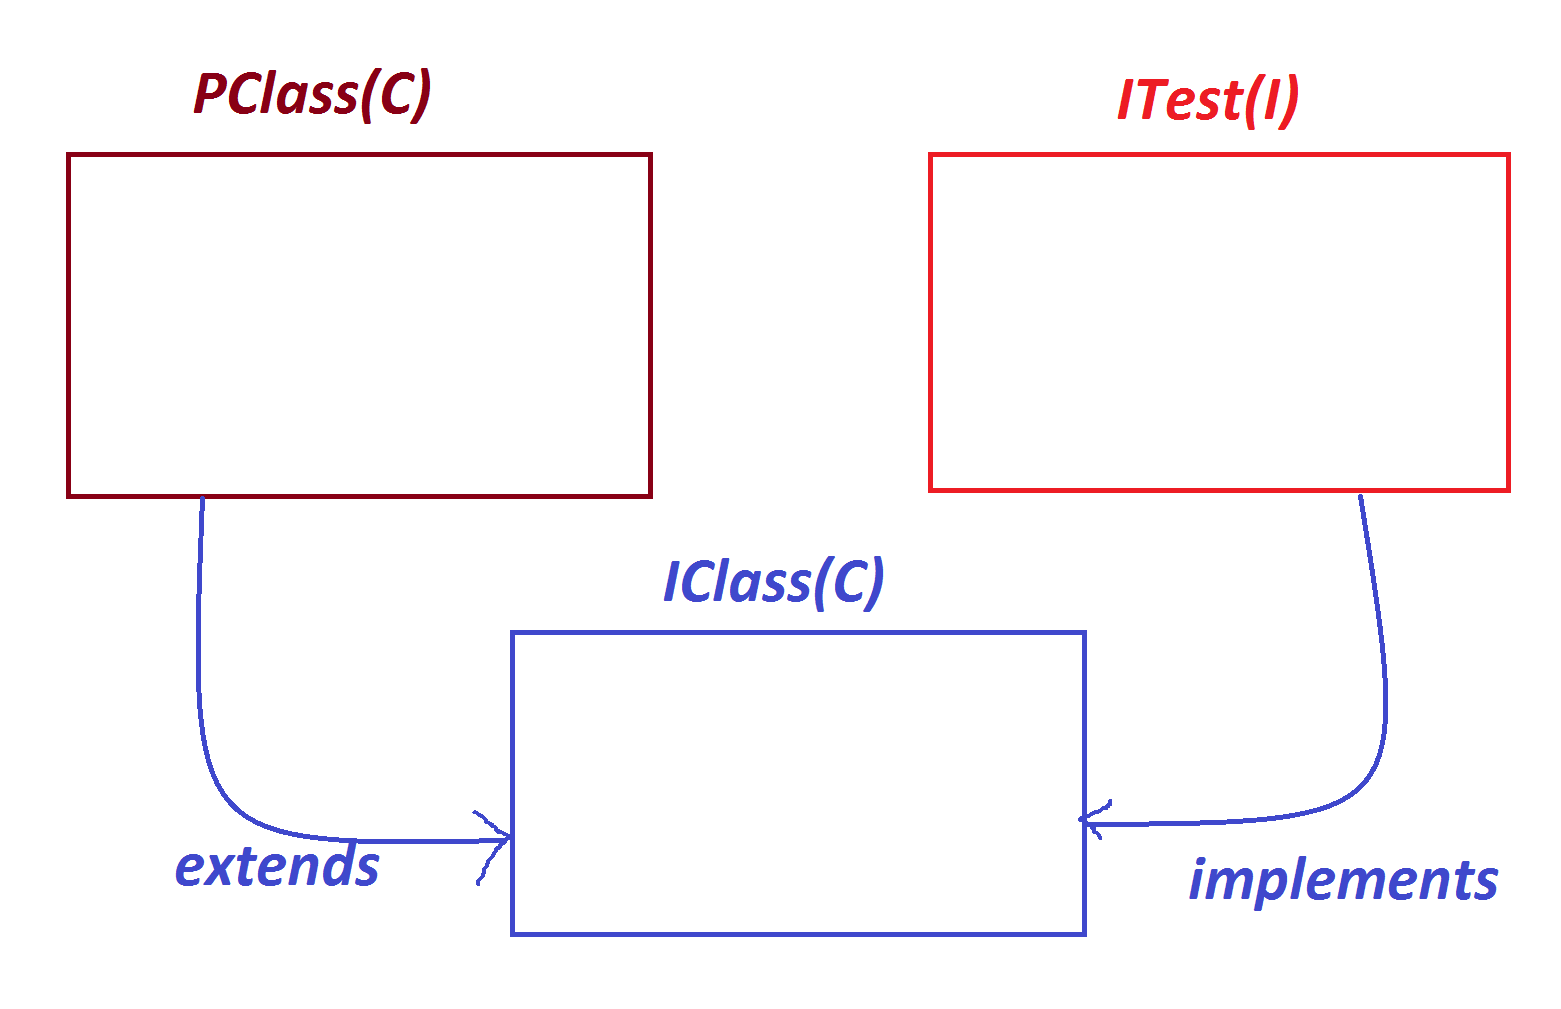 PClass(C)
ITest(I)
IClass(C)
extends
implements